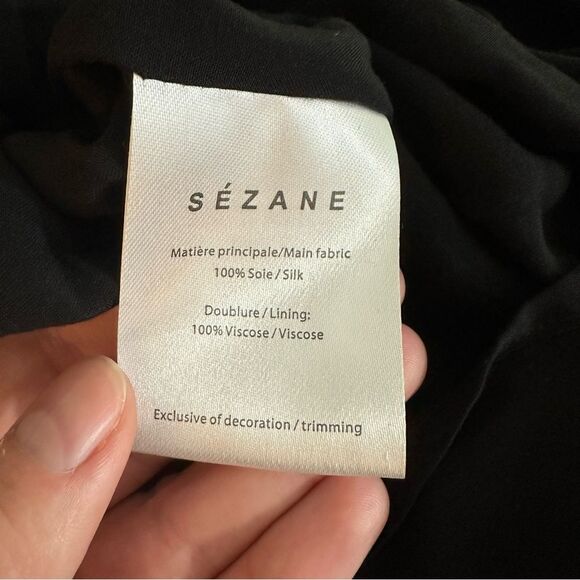 SÉZANE
Matière principale/Main fabric
100% Soie/Silk
Doublure/Lining:
100% Viscose/Viscose
Exclusive of decoration/trimming